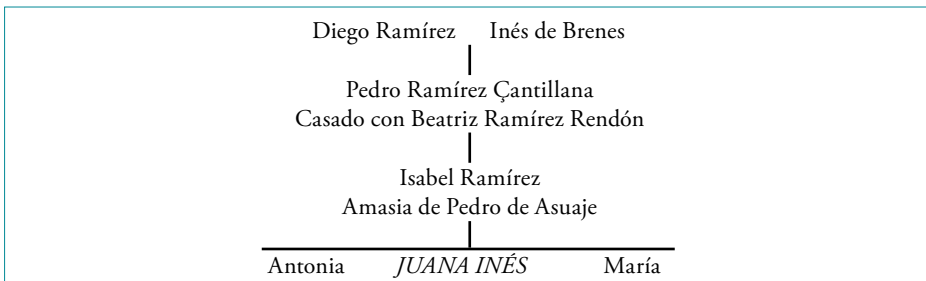 Diego Ramírez Inés de Brenes
Pedro Ramírez Çantillana
Casado con Beatriz Ramírez Rendón
Isabel Ramírez
Amasia de Pedro de Asuaje
Antonia JUANA INÉS María